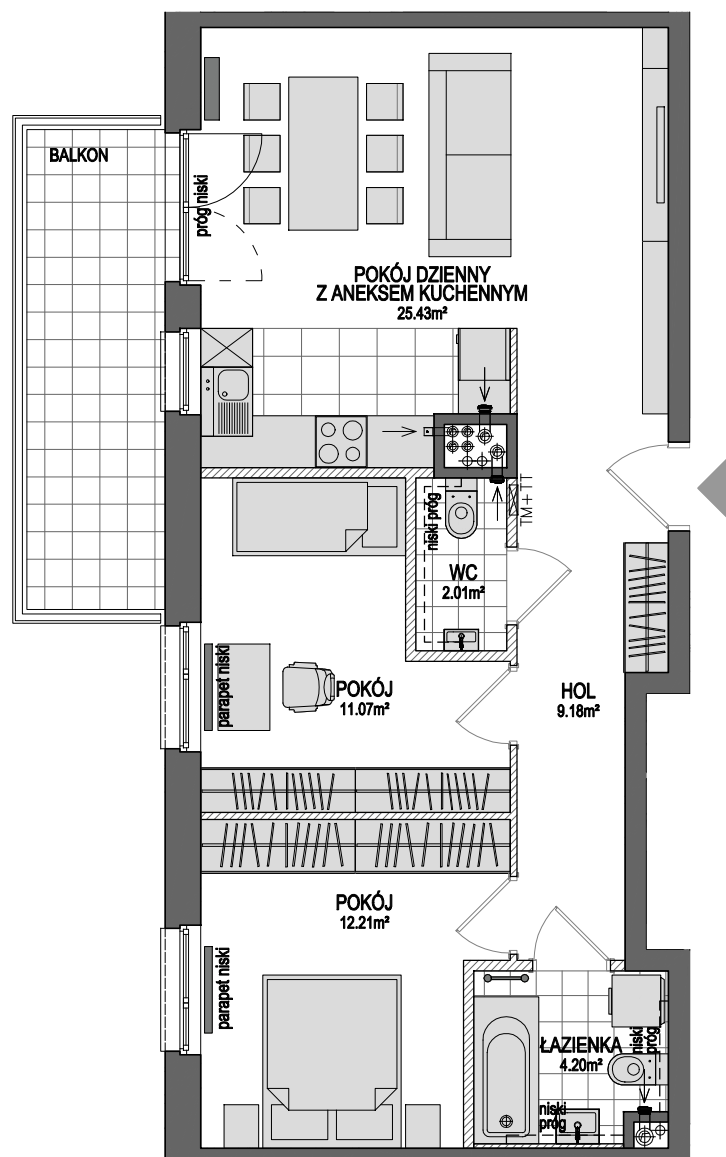 BALKON
próg niski
POKÓJ DZIENNY
Z ANEKSEM KUCHENNYM
25.43m²
TM+TT
niski próg
WC
2.01m²
parapet niski
POKÓJ
11.07m²
HOL
9.18m²
POKÓJ
12.21m²
parapet niski
ŁAZIENKA
4.20m²
niski
próg
niski
próg